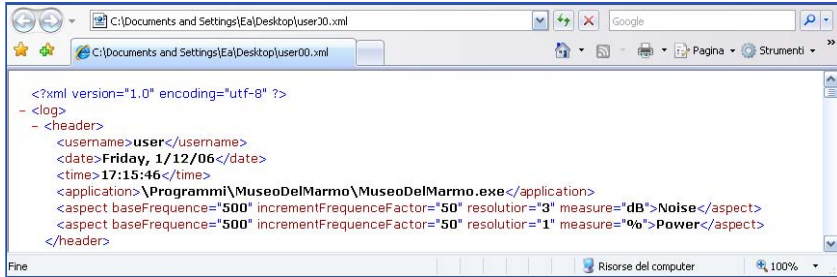 C:\Documents and Settings\Ea\Desktop\user00.xml
Google
C:\Documents and Settings\Ea\Desktop\user00.xml
Pagina
Strumenti
<?xml version="1.0" encoding="utf-8" ?>
- <log>
- <header>
<username>user</username>
<date>Friday, 1/12/06</date>
<time>17:15:46</time>
<application>\Programmi\MuseoDelMarmo\MuseoDelMarmo.exe</application>
<aspect baseFrequence="500" incrementFrequenceFactor="50" resolution="3" measure="dB">Noise</aspect>
<aspect baseFrequence="500" incrementFrequenceFactor="50" resolution="1" measure="%">Power</aspect>
</header>
Fine
Risorse del computer
100%